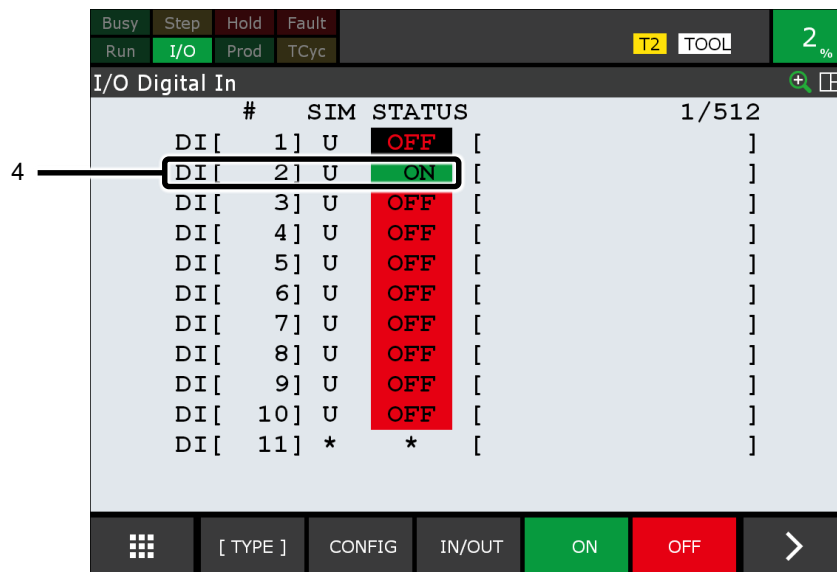 Busy Step Hold Fault
Run I/O Prod TCyc T2 TOOL 2%
I/O Digital In
# SIM STATUS 1/512
DI[ 1] U OFF [ ]
4 DI[ 2] U ON [ ]
DI[ 3] U OFF [ ]
DI[ 4] U OFF [ ]
DI[ 5] U OFF [ ]
DI[ 6] U OFF [ ]
DI[ 7] U OFF [ ]
DI[ 8] U OFF [ ]
DI[ 9] U OFF [ ]
DI[ 10] U OFF [ ]
DI[ 11] * * [ ]
[ TYPE ] CONFIG IN/OUT ON OFF >